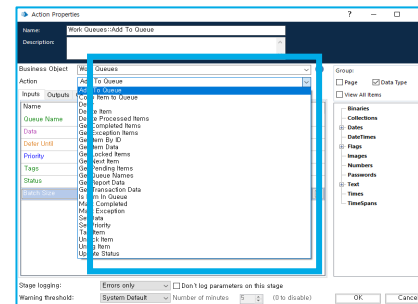 Action Properties
Name: Work Queues::Add To Queue
Description:
Business Object Work Queues
Action Add To Queue
Inputs Outputs
Name
Queue Name
Data
Defer Until
Priority
Tags
Status
Batch Size
Add To Queue
Copy Item to Queue
Defer
Delete Item
Delete Processed Items
Get Completed Items
Get Exception Items
Get Item By ID
Get Item Data
Get Locked Items
Get Next Item
Get Pending Items
Get Queue Names
Get Report Data
Get Transaction Data
Is Item In Queue
Mark Completed
Mark Exception
Set Data
Set Priority
Tag Item
Unlock Item
Untag Item
Update Status
Group:
Page Data Type
View All Items
Binaries
Collections
Dates
DateTimes
Flags
Images
Numbers
Passwords
Text
Times
TimeSpans
Stage logging: Errors only Don't log parameters on this stage
Warning threshold: System Default Number of minutes 5 (0 to disable)
OK Cance